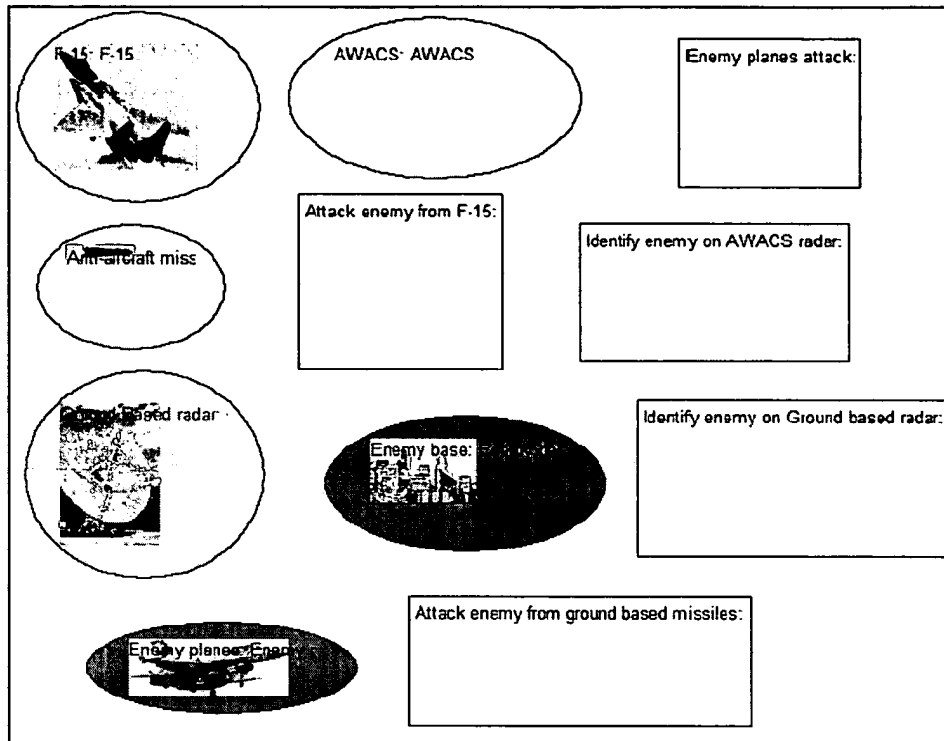 F-15: F-15
AWACS: AWACS
Enemy planes attack:
Attack enemy from F-15:
Identify enemy on AWACS radar:
Anti-aircraft miss
Ground Based radar
Identify enemy on Ground based radar:
Enemy base:
Attack enemy from ground based missiles:
Enemy planes: Enem